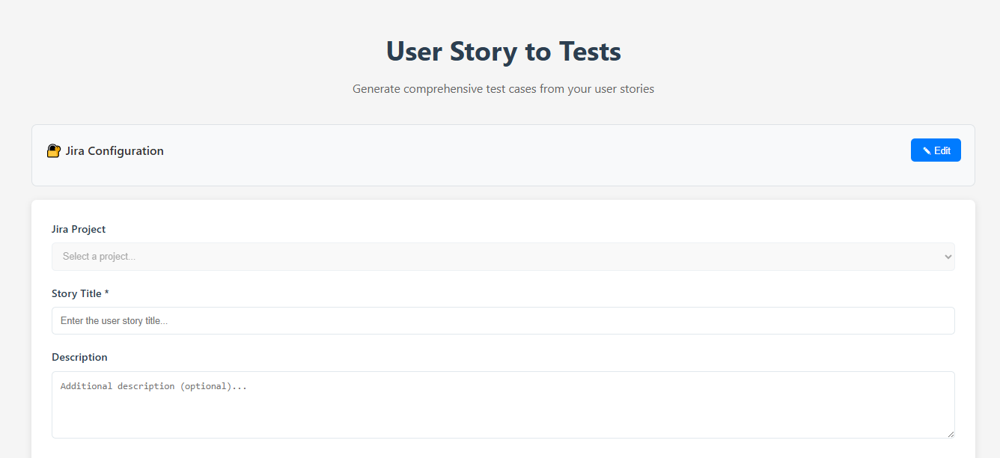 User Story to Tests
Generate comprehensive test cases from your user stories
Jira Configuration
Edit
Jira Project
Select a project...
Story Title *
Enter the user story title...
Description
Additional description (optional)...